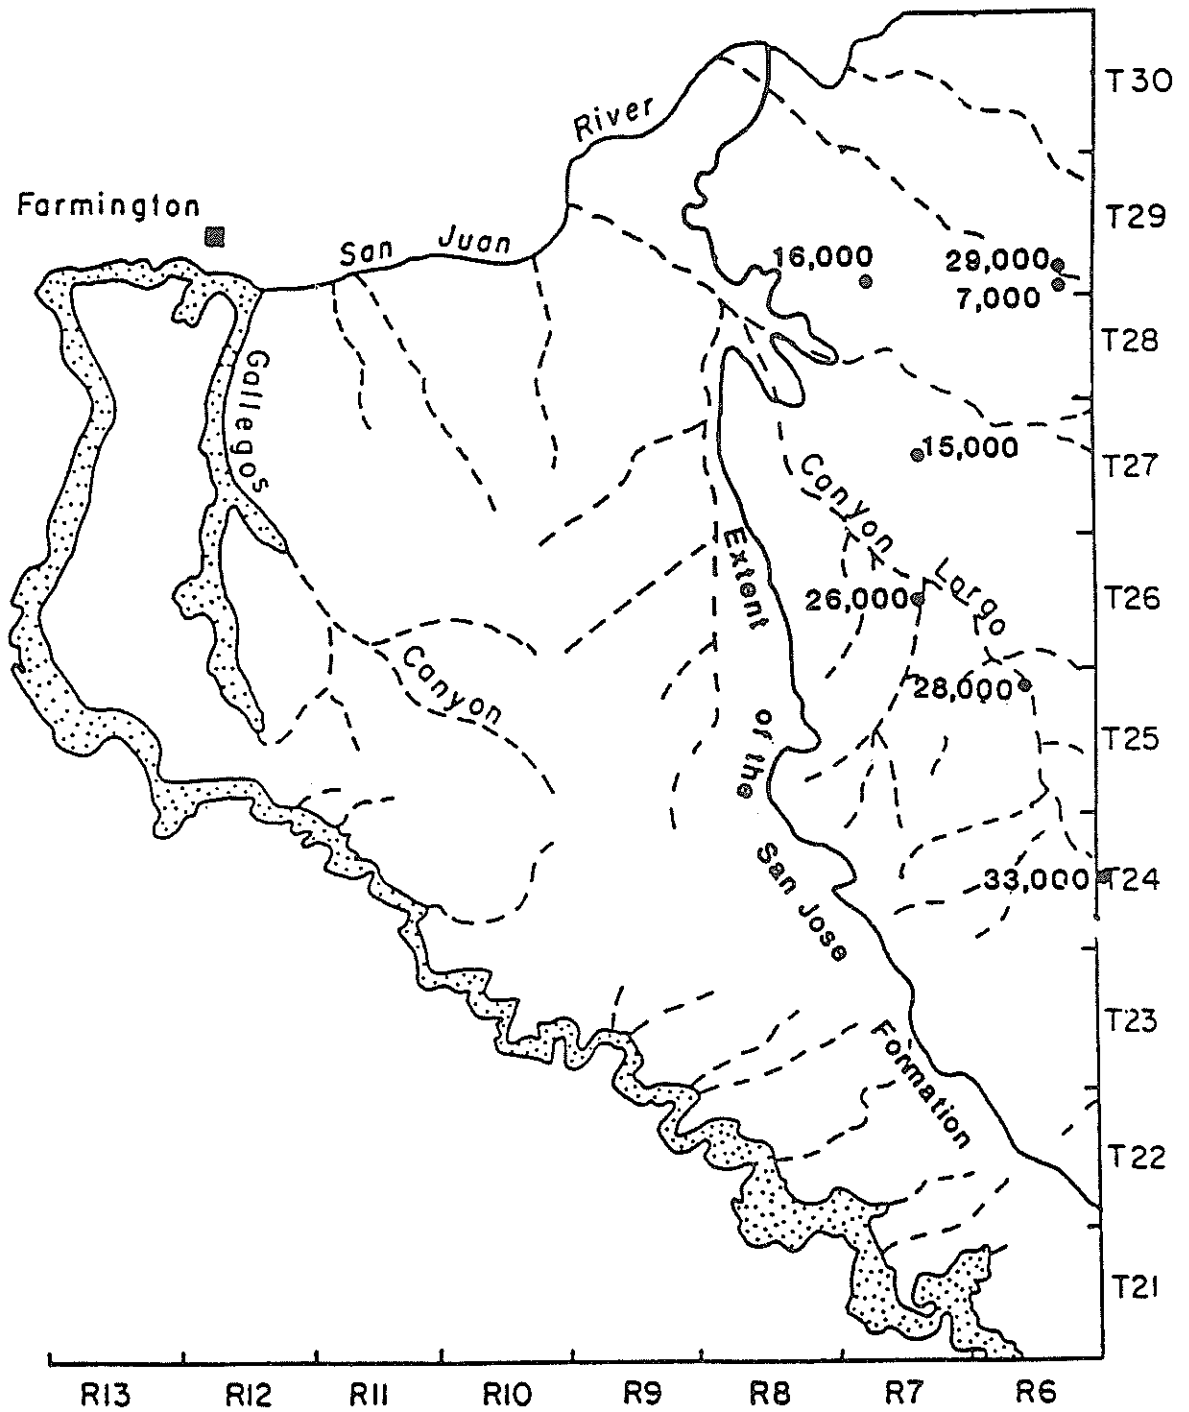 T30
River
Farmington
T29
San Juan
16,000
29,000
7,000
T28
Gallegos
15,000
T27
Canyon Largo
Extent of the San Jose Formation
26,000
T26
Canyon
28,000
T25
33,000
T24
T23
T22
T21
R13 R12 R11 R10 R9 R8 R7 R6